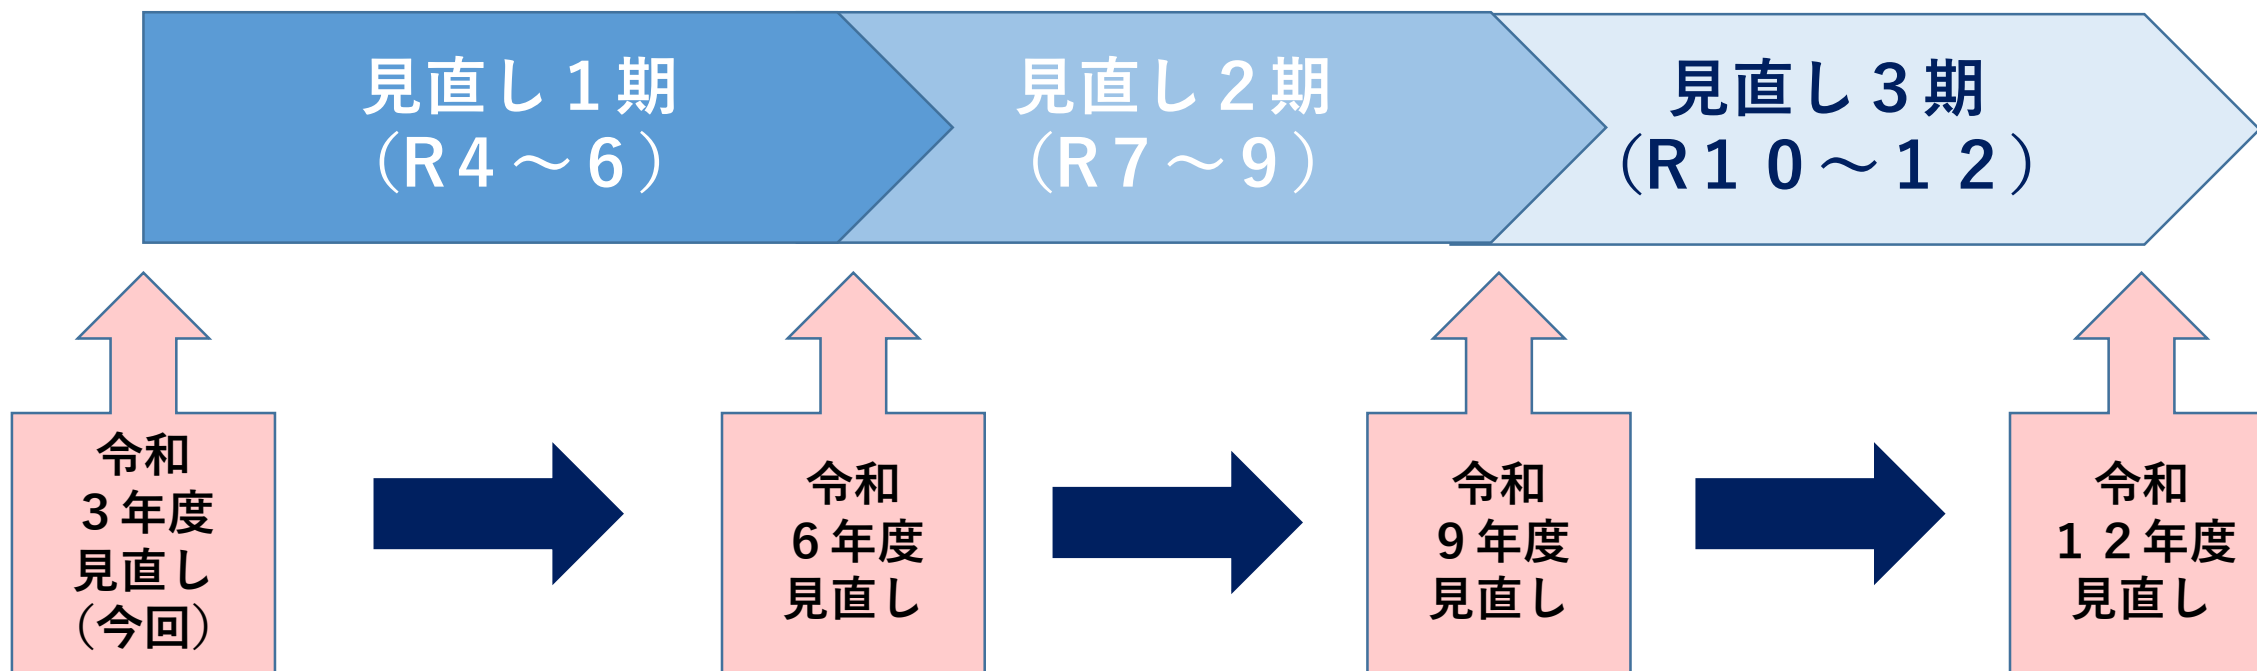 見直し１期
（R４～６）
見直し２期
（R７～９）
見直し３期
（R１０～１２）
令和
３年度
見直し
（今回）
令和
６年度
見直し
令和
９年度
見直し
令和
１２年度
見直し